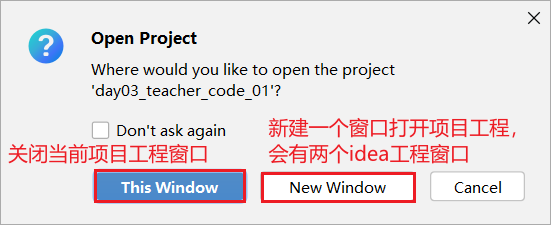 Open Project
Where would you like to open the project
'day03_teacher_code_01'?
Don't ask again
关闭当前项目工程窗口
新建一个窗口打开项目工程，
会有两个idea工程窗口
This Window
New Window
Cancel